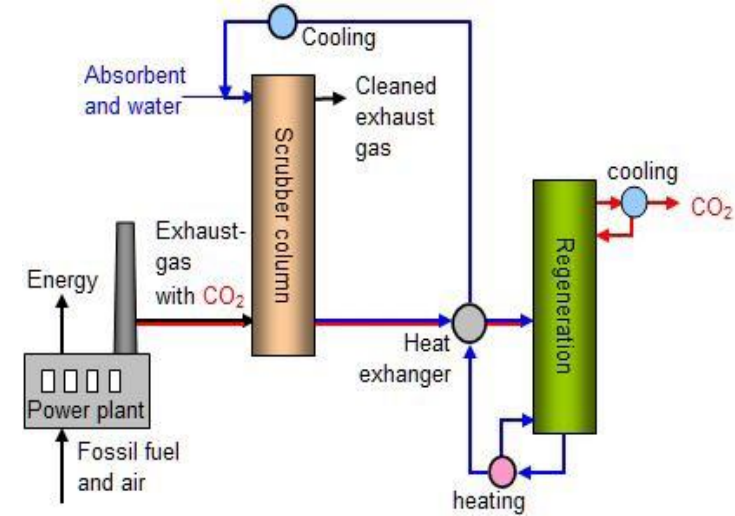 Cooling
Absorbent
and water
Cleaned
exhaust
gas
Scrubber column
cooling
CO₂
Exhaust-
gas
with CO₂
Regeneration
Energy
Heat
exhanger
Power plant
Fossil fuel
and air
heating